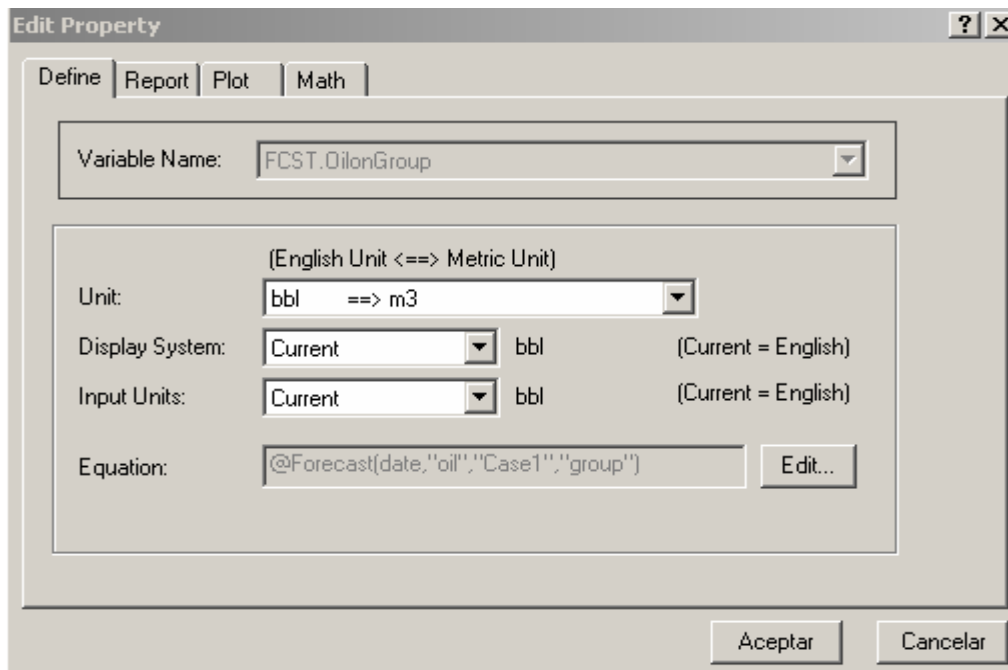 Edit Property
Define Report Plot Math
Variable Name: FCST.OilonGroup
(English Unit <==> Metric Unit)
Unit: bbl ==> m3
Display System: Current bbl (Current = English)
Input Units: Current bbl (Current = English)
Equation: @Forecast(date,"oil","Case1","group") Edit...
Aceptar Cancelar